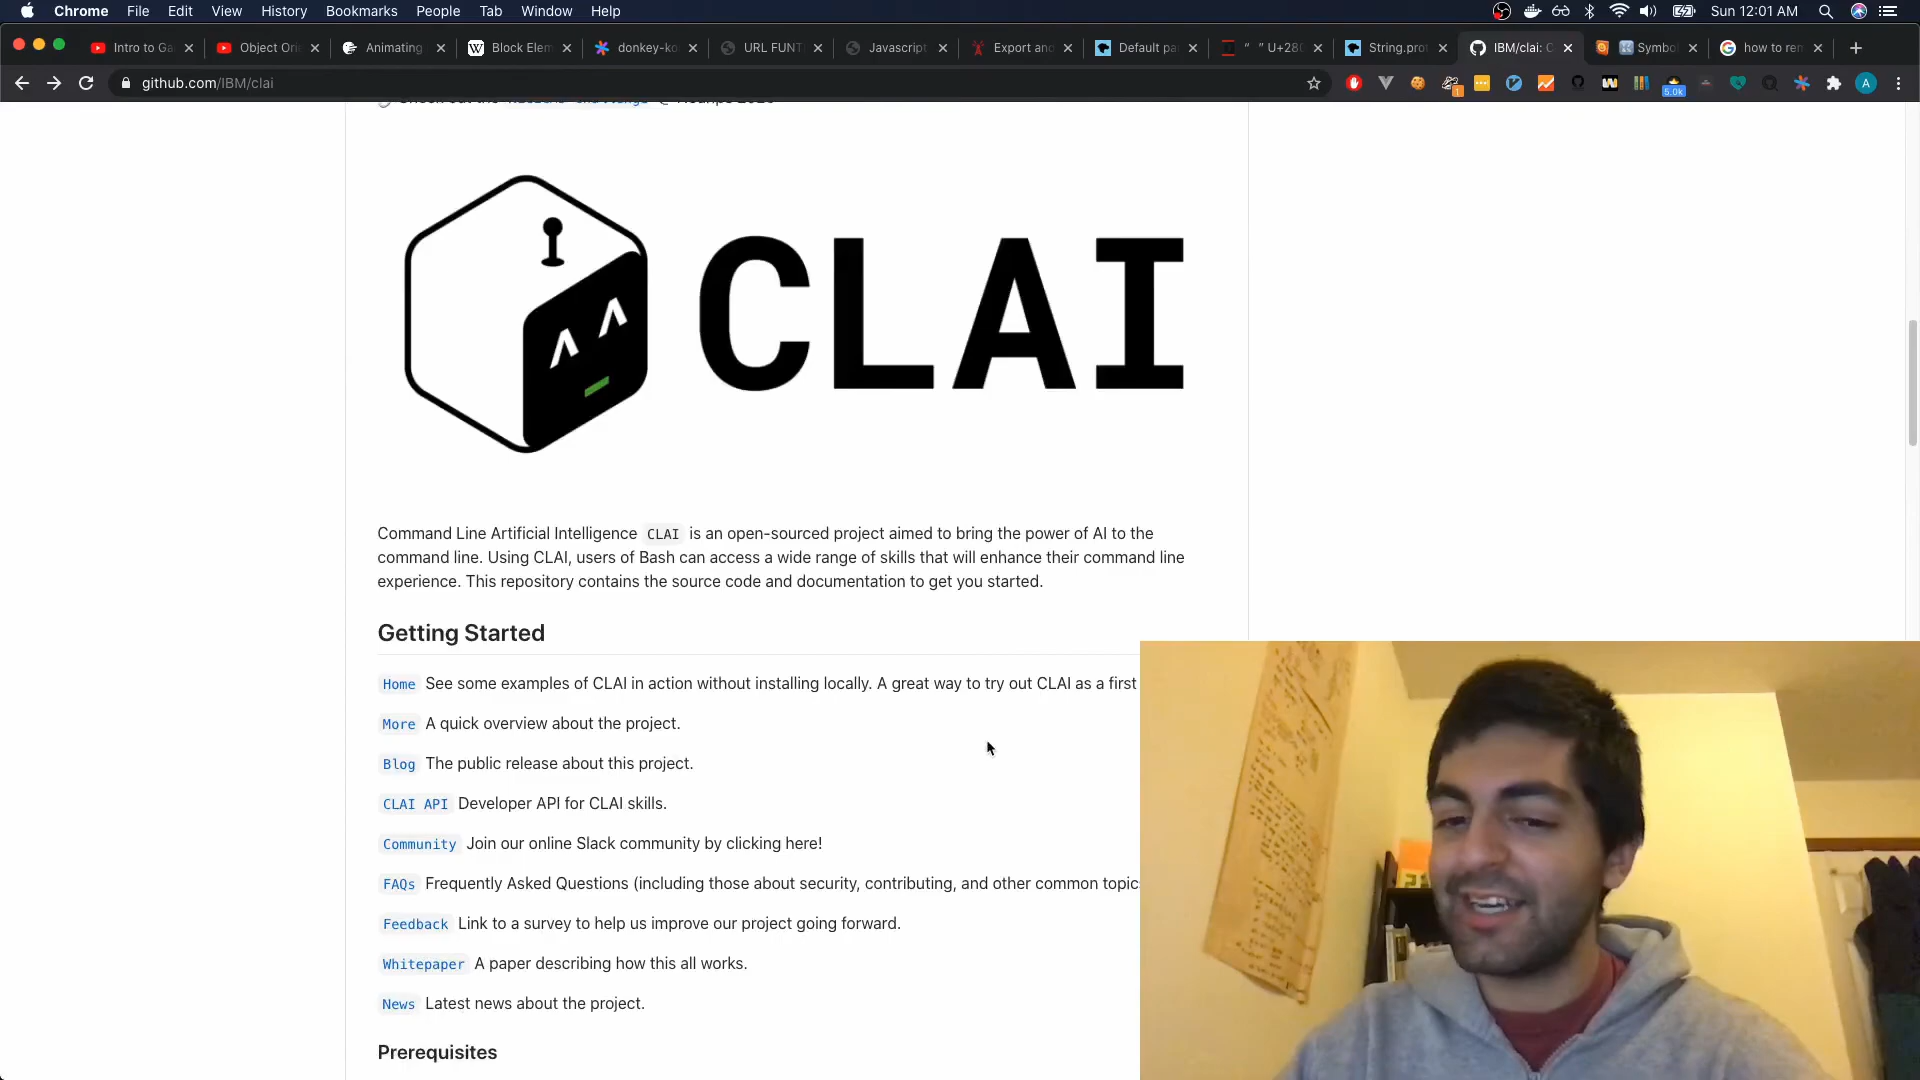 Chrome File Edit View History Bookmarks People Tab Window Help Sun 12:01 AM
Intro to Ga Object Ori Animating Block Elem donkey-ko URL FUNT Javascript Export and Default pa “ ” U+280 String.prot IBM/clai: C Symbol how to rem
github.com/IBM/clai
5.0k
CLAI
Command Line Artificial Intelligence CLAI is an open-sourced project aimed to bring the power of AI to the
command line. Using CLAI, users of Bash can access a wide range of skills that will enhance their command line
experience. This repository contains the source code and documentation to get you started.
Getting Started
Home See some examples of CLAI in action without installing locally. A great way to try out CLAI as a first
More A quick overview about the project.
Blog The public release about this project.
CLAI API Developer API for CLAI skills.
Community Join our online Slack community by clicking here!
FAQs Frequently Asked Questions (including those about security, contributing, and other common topic
Feedback Link to a survey to help us improve our project going forward.
Whitepaper A paper describing how this all works.
News Latest news about the project.
Prerequisites